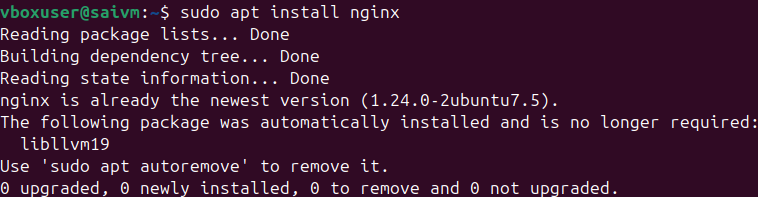 vboxuser@saivm:~$ sudo apt install nginx
Reading package lists... Done
Building dependency tree... Done
Reading state information... Done
nginx is already the newest version (1.24.0-2ubuntu7.5).
The following package was automatically installed and is no longer required:
  libllvm19
Use 'sudo apt autoremove' to remove it.
0 upgraded, 0 newly installed, 0 to remove and 0 not upgraded.